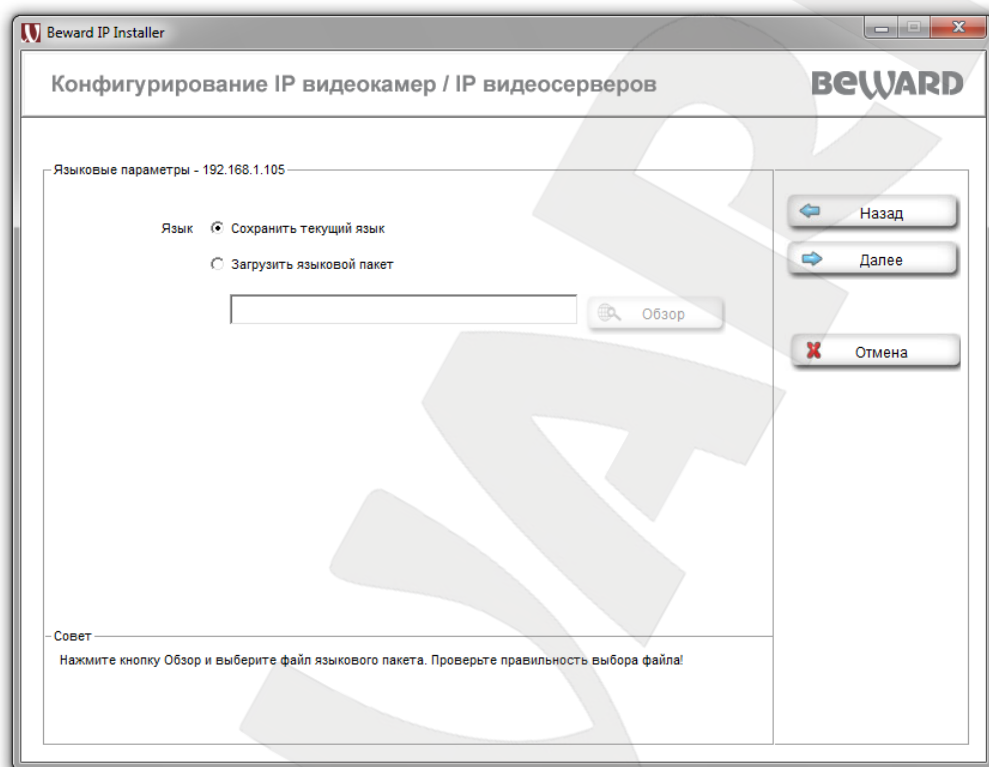 Beward IP Installer
Конфигурирование IP видеокамер / IP видеосерверов
BEWARD
Языковые параметры - 192.168.1.105
Язык
Сохранить текущий язык
Загрузить языковой пакет
Обзор
Назад
Далее
Отмена
Совет
Нажмите кнопку Обзор и выберите файл языкового пакета. Проверьте правильность выбора файла!